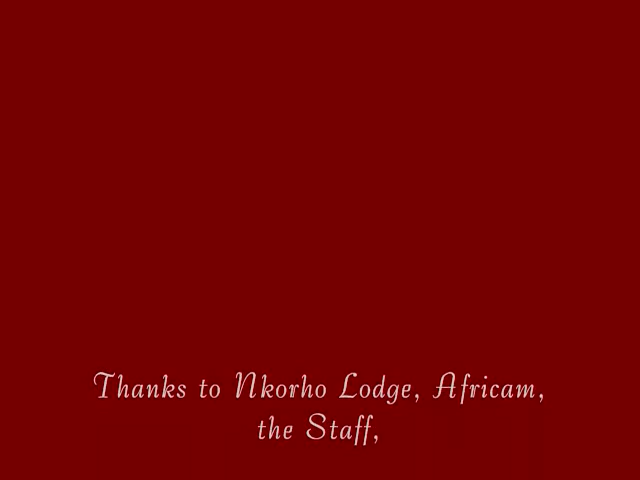 Thanks to Nkorho Lodge, Africam,
the Staff,